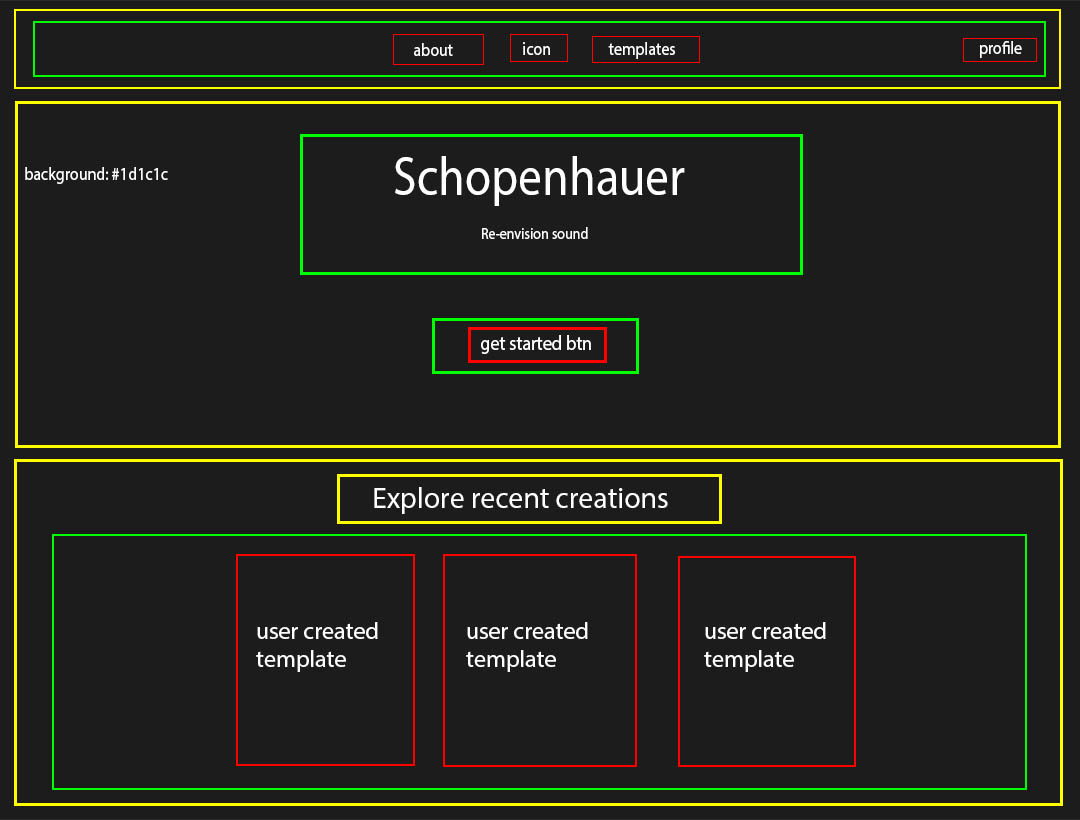 about
icon
templates
profile
background: #1d1c1c
Schopenhauer
Re-envision sound
get started btn
Explore recent creations
user created
template
user created
template
user created
template